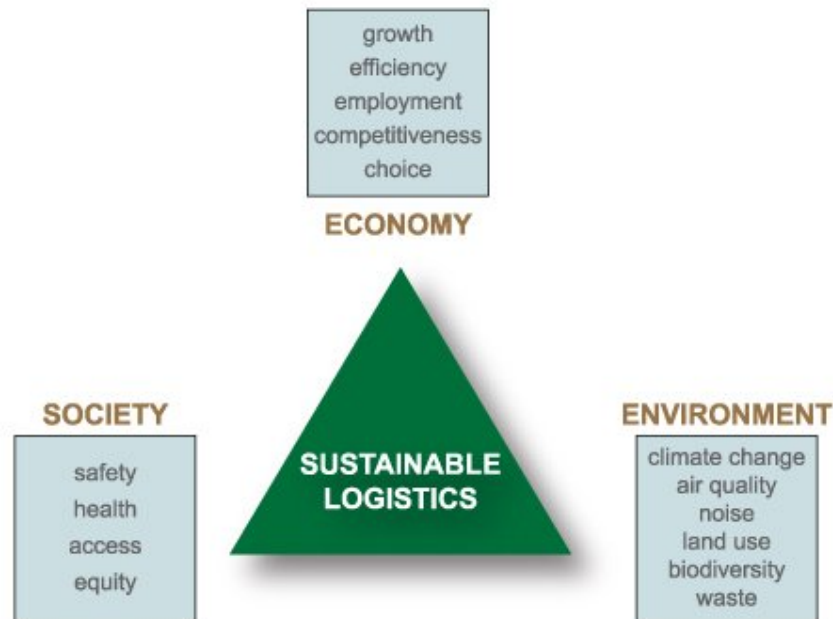 growth
efficiency
employment
competitiveness
choice
ECONOMY
SOCIETY
safety
health
access
equity
SUSTAINABLE
LOGISTICS
ENVIRONMENT
climate change
air quality
noise
land use
biodiversity
waste